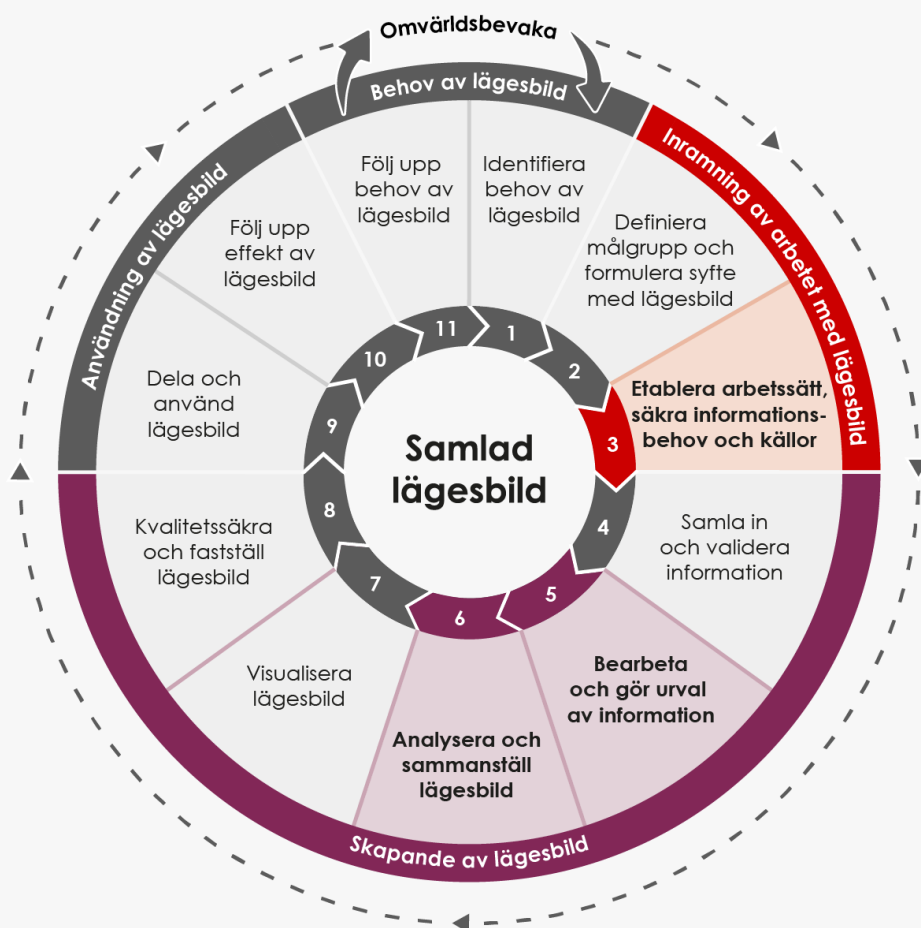 Omvärldsbevaka
Behov av lägesbild
Inramning av arbetet med lägesbild
Skapande av lägesbild
Användning av lägesbild
Samlad
lägesbild
1
Identifiera
behov av
lägesbild
2
Definiera
målgrupp och
formulera syfte
med lägesbild
3
Etablera arbetssätt,
säkra informations-
behov och källor
4
Samla in
och validera
information
5
Bearbeta
och gör urval
av information
6
Analysera och
sammanställ
lägesbild
7
Visualisera
lägesbild
8
Kvalitetssäkra
och fastställ
lägesbild
9
Dela och
använd
lägesbild
10
Följ upp
effekt av
lägesbild
11
Följ upp
behov av
lägesbild